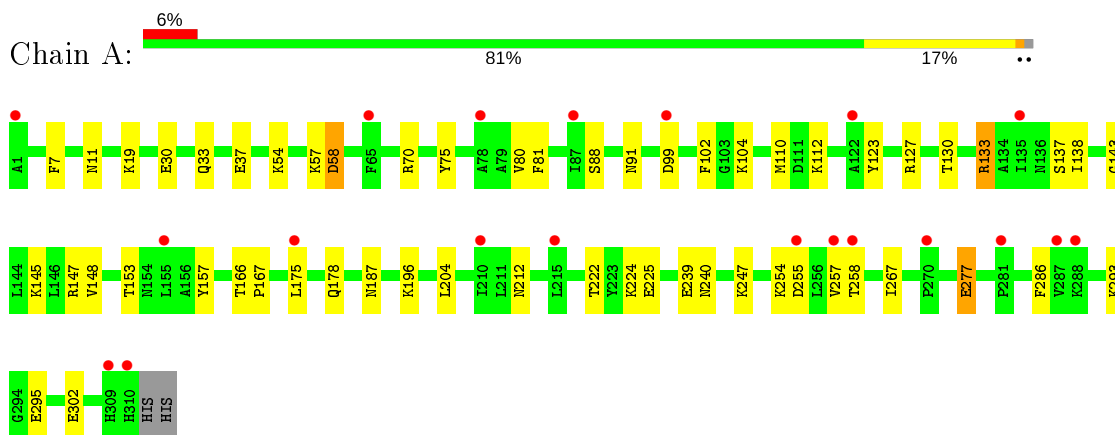 6%
Chain A: 81% 17% ••
A1 F7 N11 K19 E30 Q33 E37 K54 K57 D58 F65 R70 Y75 A78 A79 V80 F81 I87 S88 N91 D99 F102 G103 K104 M110 D111 K112 A122 Y123 R127 T130 R133 A134 I135 N136 S137 I138 G143
L144 K145 L146 R147 V148 T153 N154 L155 A156 Y157 T166 P167 L175 Q178 N187 K196 L204 I210 L211 N212 L215 T222 Y223 K224 E225 E239 N240 K247 K254 D255 L256 V257 T258 I267 P270 E277 P281 F286 V287 K288 K293
G294 E295 E302 H309 H310 HIS HIS